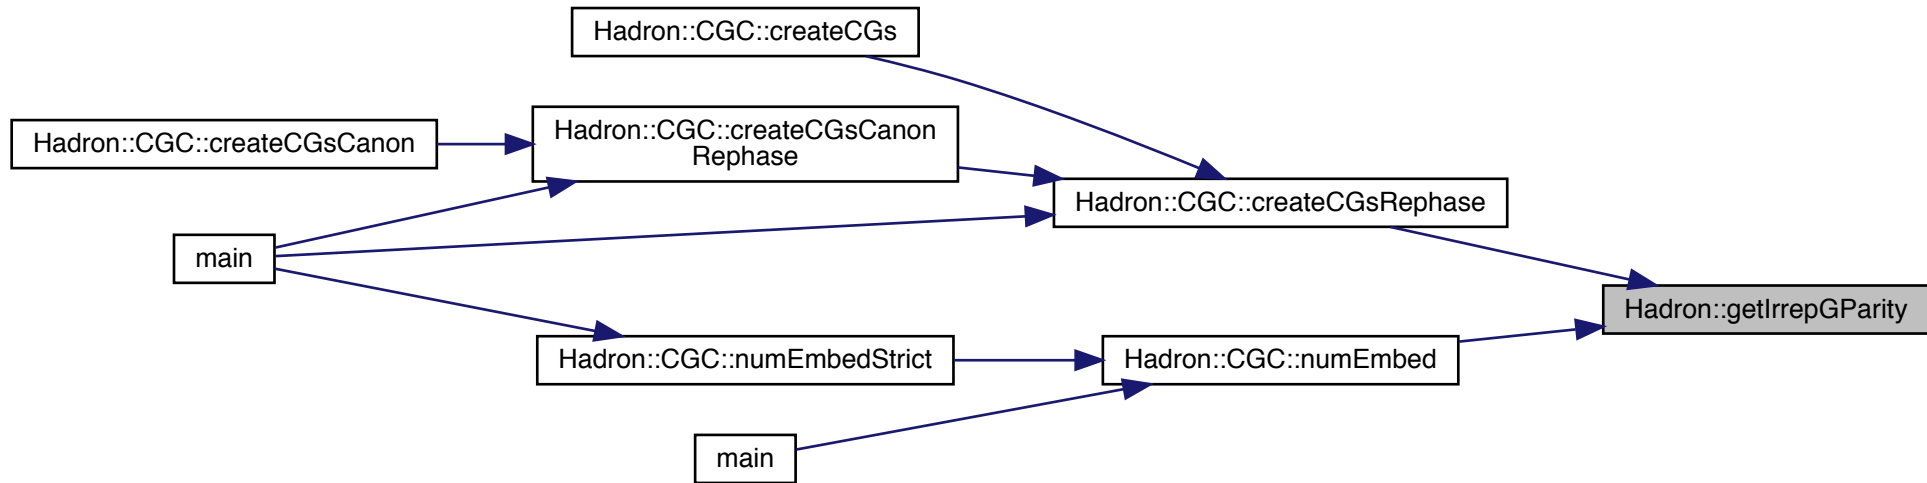 Hadron::CGC::createCGs
Hadron::CGC::createCGsCanon
Rephase
Hadron::CGC::createCGsCanon
Hadron::CGC::createCGsRephase
main
Hadron::getIrrepGParity
Hadron::CGC::numEmbedStrict
Hadron::CGC::numEmbed
main